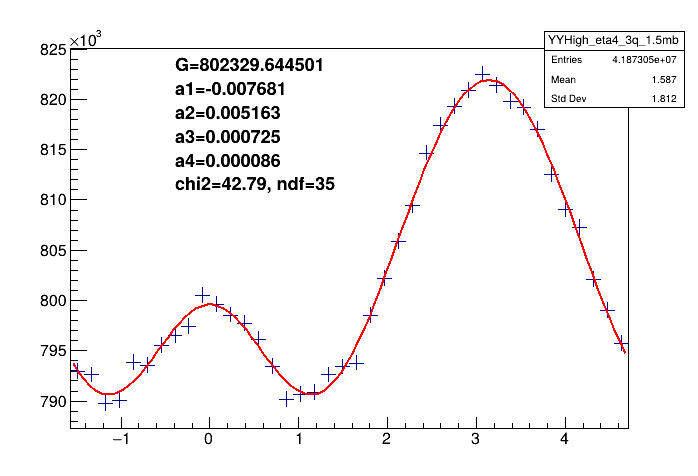 ×10³
YYHigh_eta4_3q_1.5mb
Entries 4.187305e+07
Mean 1.587
Std Dev 1.812
G=802329.644501
a1=-0.007681
a2=0.005163
a3=0.000725
a4=0.000086
chi2=42.79, ndf=35
825
820
815
810
805
800
795
790
−1 0 1 2 3 4